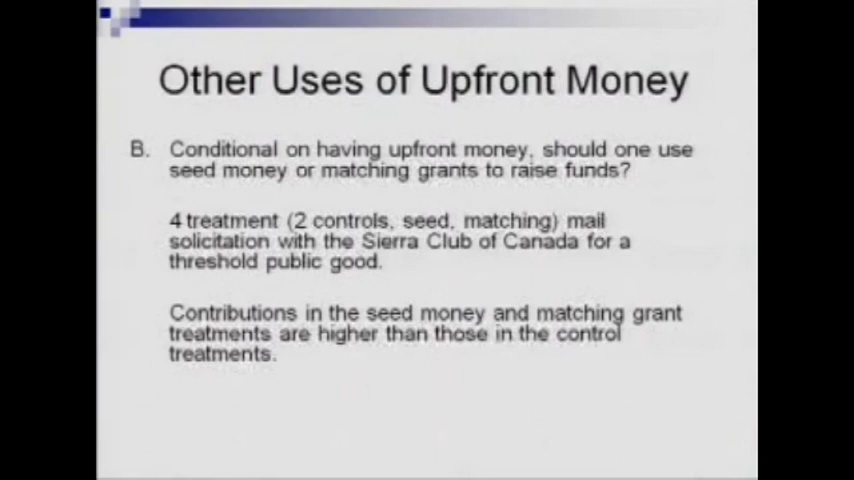 Other Uses of Upfront Money
B. Conditional on having upfront money, should one use
seed money or matching grants to raise funds?
4 treatment (2 controls, seed, matching) mail
solicitation with the Sierra Club of Canada for a
threshold public good.
Contributions in the seed money and matching grant
treatments are higher than those in the control
treatments.